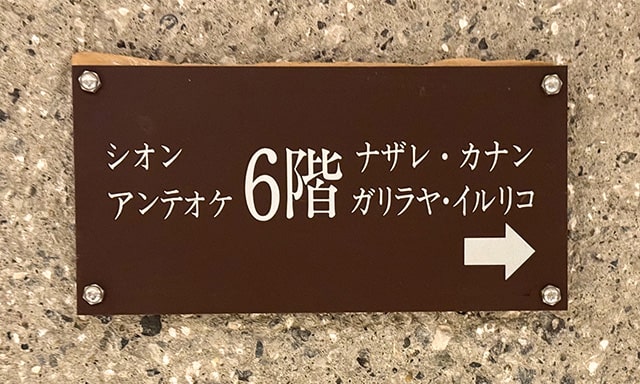 シオン
アンテオケ
6階
ナザレ・カナン
ガリラヤ・イルリコ